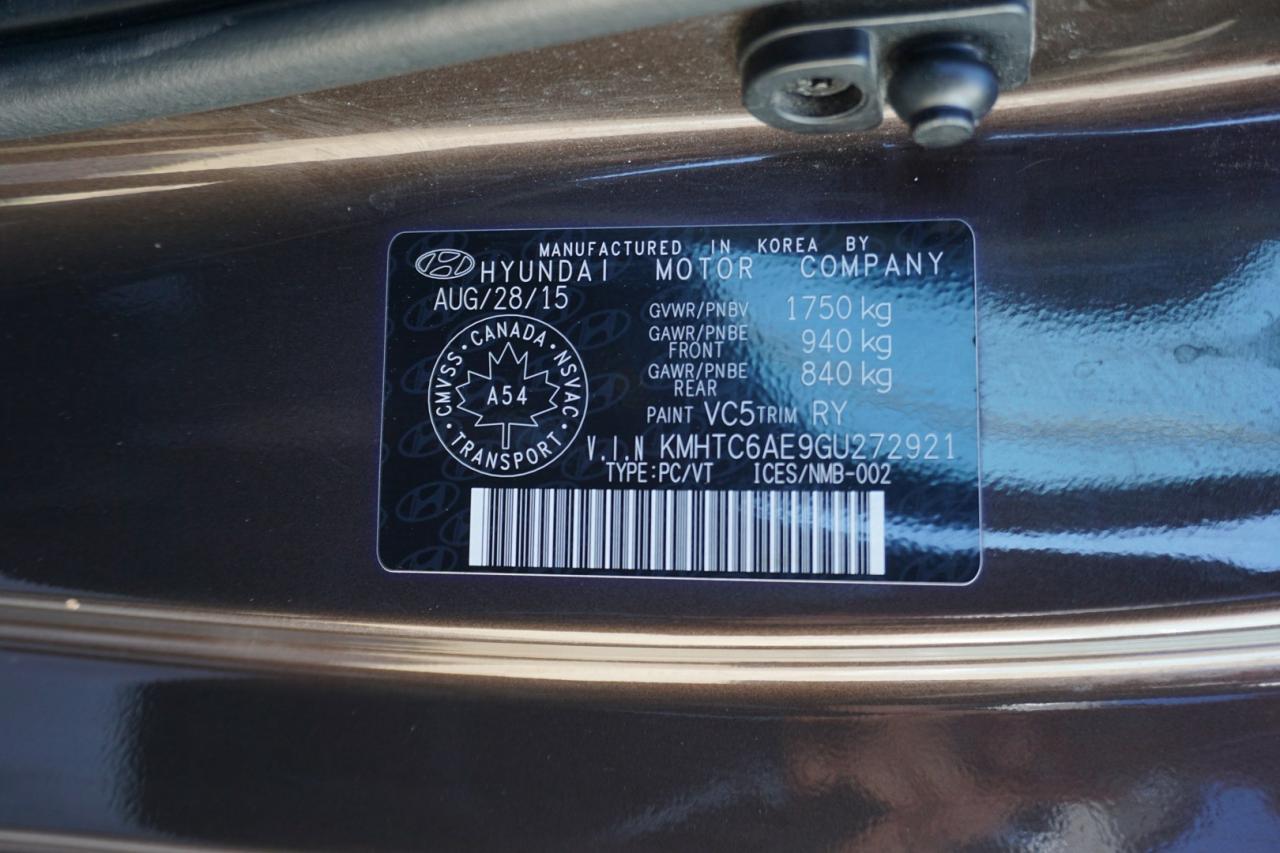 MANUFACTURED IN KOREA BY
HYUNDAI MOTOR COMPANY
AUG/28/15
GVWR/PNBV 1750 kg
GAWR/PNBE FRONT 940 kg
GAWR/PNBE REAR 840 kg
CMVSS · CANADA · NSVAC · TRANSPORT ·
A54
PAINT VC5 TRIM RY
V.I.N KMHTC6AE9GU272921
TYPE:PC/VT ICES/NMB-002